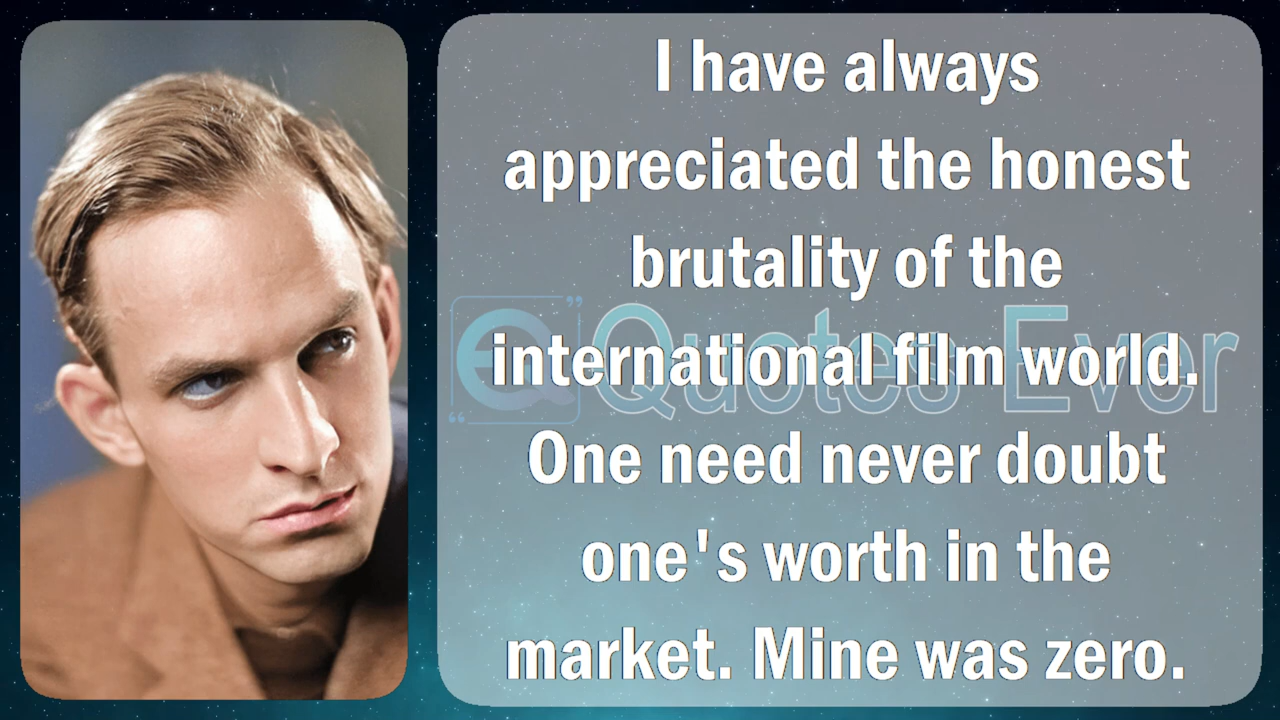 I have always
appreciated the honest
brutality of the
international film world.
One need never doubt
one's worth in the
market. Mine was zero.
eQ Quotes Ever